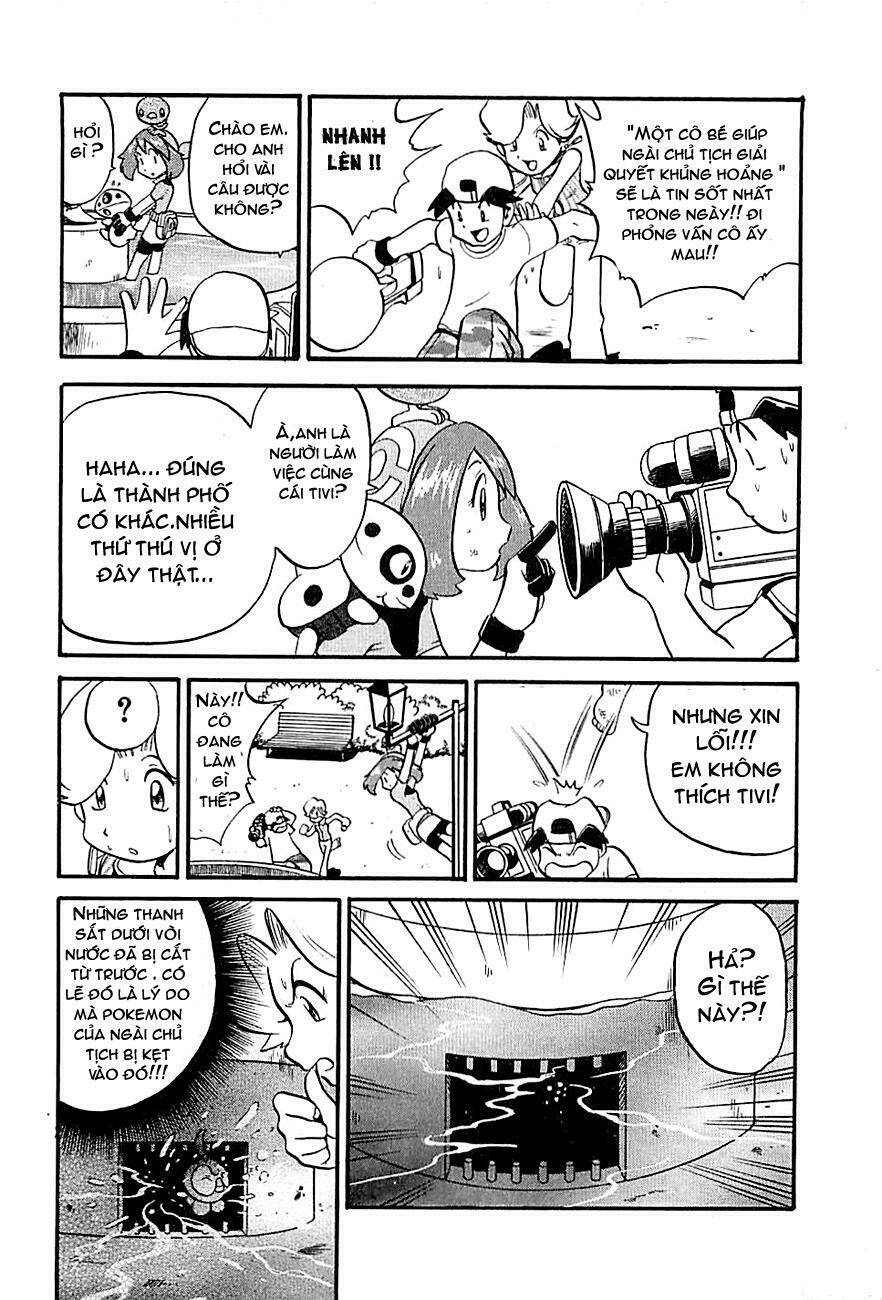 "Một cô bé giúp
ngài chủ tịch giải
quyết khủng hoảng"
sẽ là tin sốt nhất
trong ngày!! Đi
phỏng vấn cô ấy
mau!!
NHANH
LÊN !!
Chào em.
cho anh
hỏi vài
câu được
không?
hỏi
gì ?
À,anh là
người làm
việc cùng
cái tivi?
Haha... đúng
là thành phố
có khác.Nhiều
thứ thú vị ở
đây thật...
Nhưng xin
lỗi!!!
Em không
thích tivi!
Này!!
cô
đang
làm
gì
thế?
?
Hả?
Gì thế
này?!
Những thanh
sắt dưới vòi
nước đã bị cắt
từ trước . Có
lẽ đó là lý do
mà pokemon
của ngài chủ
tịch bị kẹt
vào đó!!!